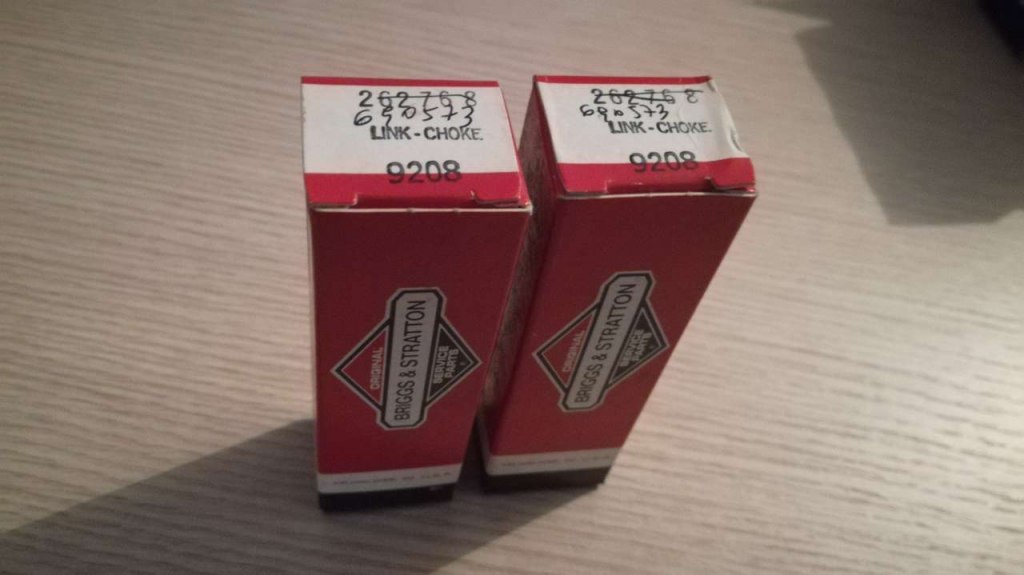 262768
690573
LINK-CHOKE
9208
ORIGINAL
BRIGGS & STRATTON
SERVICE
PARTS
262768
690573
LINK-CHOKE
9208
ORIGINAL
BRIGGS & STRATTON
SERVICE
PARTS